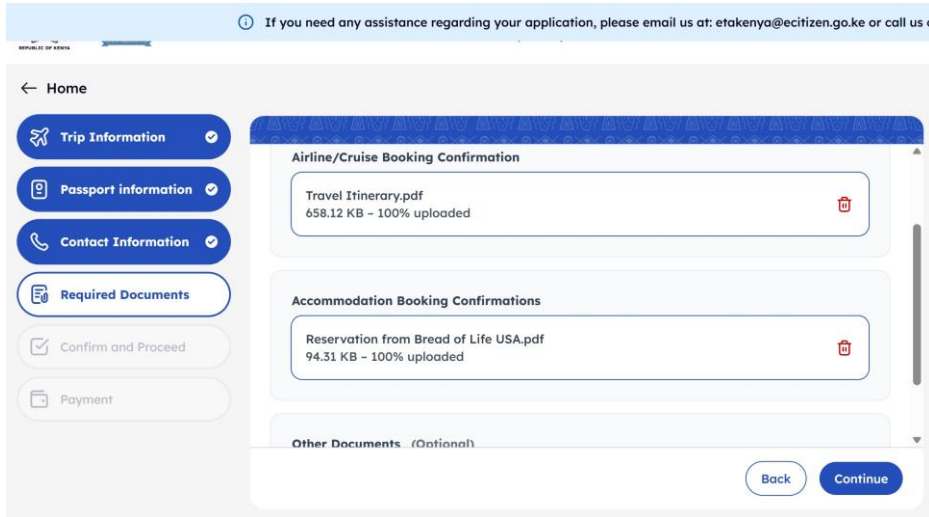 If you need any assistance regarding your application, please email us at: etakenya@ecitizen.go.ke or call us
REPUBLIC OF KENYA
Home
Trip Information
Passport information
Contact Information
Required Documents
Confirm and Proceed
Payment
Airline/Cruise Booking Confirmation
Travel Itinerary.pdf
658.12 KB – 100% uploaded
Accommodation Booking Confirmations
Reservation from Bread of Life USA.pdf
94.31 KB – 100% uploaded
Other Documents (Optional)
Back
Continue